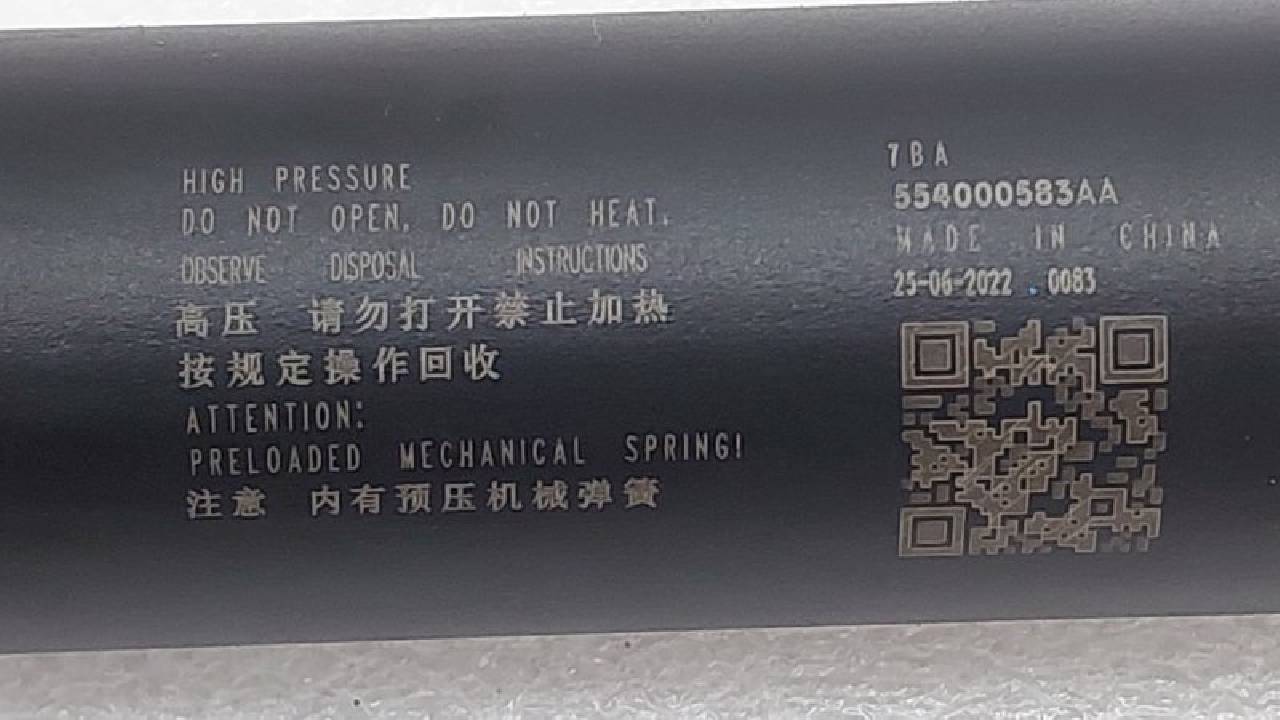 HIGH PRESSURE
DO NOT OPEN. DO NOT HEAT.
OBSERVE DISPOSAL INSTRUCTIONS
高压 请勿打开禁止加热
按规定操作回收
ATTENTION:
PRELOADED MECHANICAL SPRING!
注意 内有预压机械弹簧
7BA
554000583AA
MADE IN CHINA
25-06-2022 0083